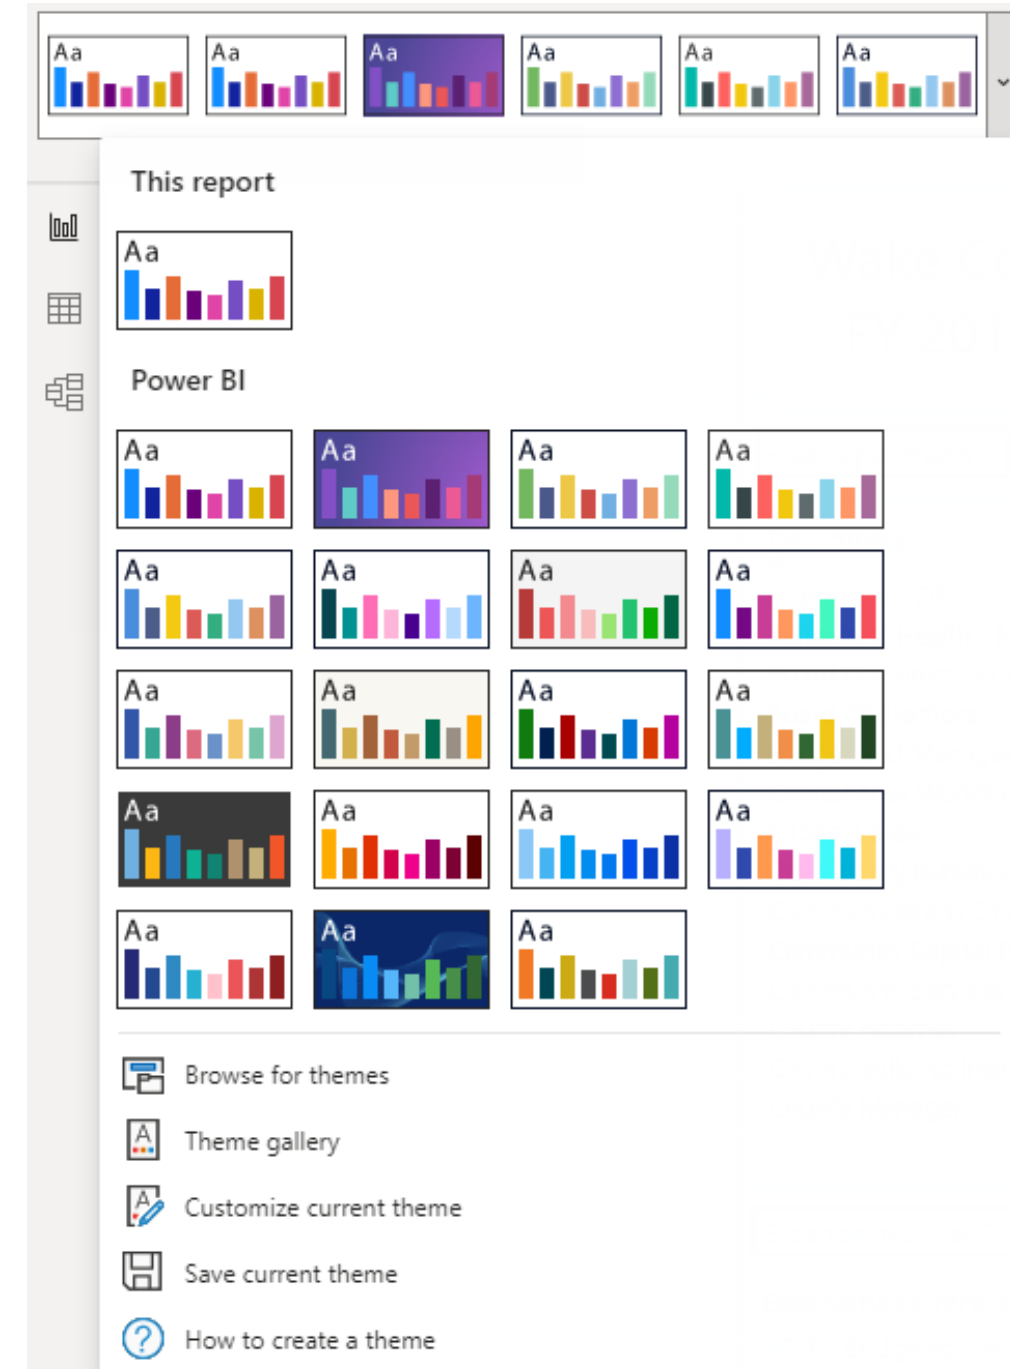 Aa Aa Aa Aa Aa Aa
This report
Aa
Power BI
Aa Aa Aa Aa
Aa Aa Aa Aa
Aa Aa Aa Aa
Aa Aa Aa Aa
Aa Aa Aa
Browse for themes
Theme gallery
Customize current theme
Save current theme
How to create a theme